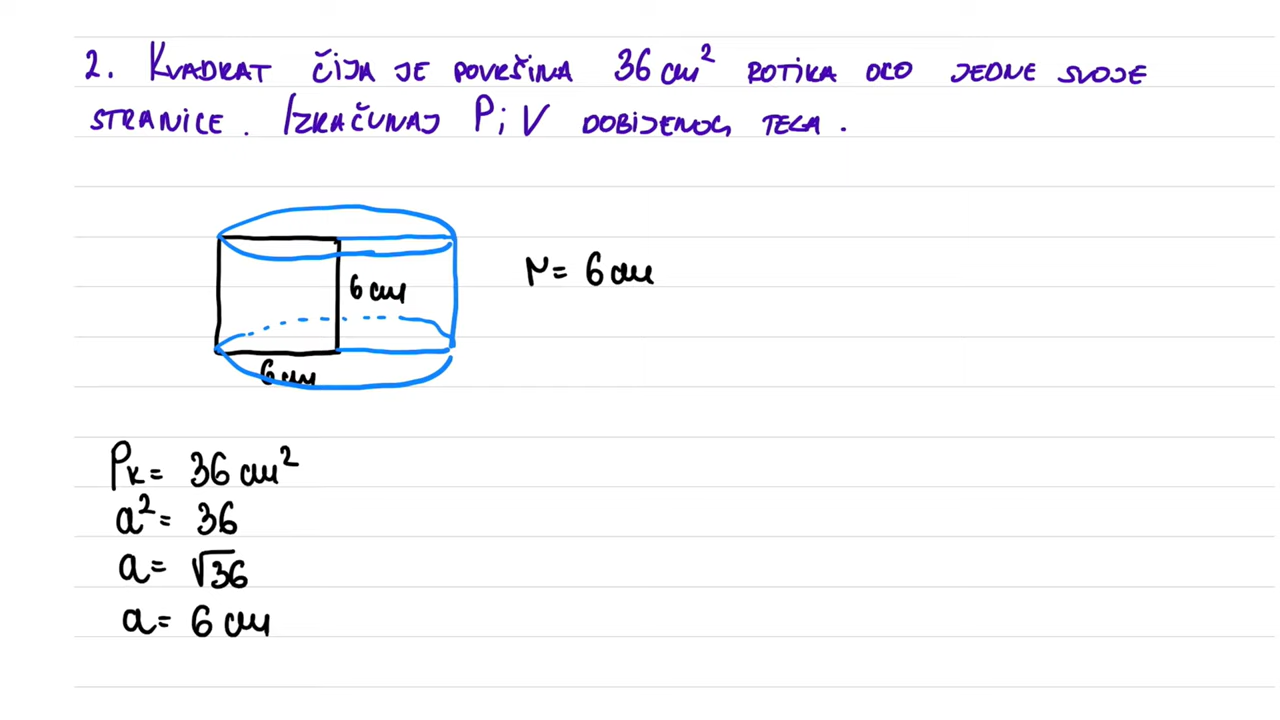 2. KVADRAT ČIJA JE POVRŠINA 36 cm² ROTIRA OKO JEDNE SVOJE
STRANICE. IZRAČUNAJ P i V DOBIJENOG TELA.
r = 6 cm
6 cm
6 cm
Pk = 36 cm²
a² = 36
a = √36
a = 6 cm